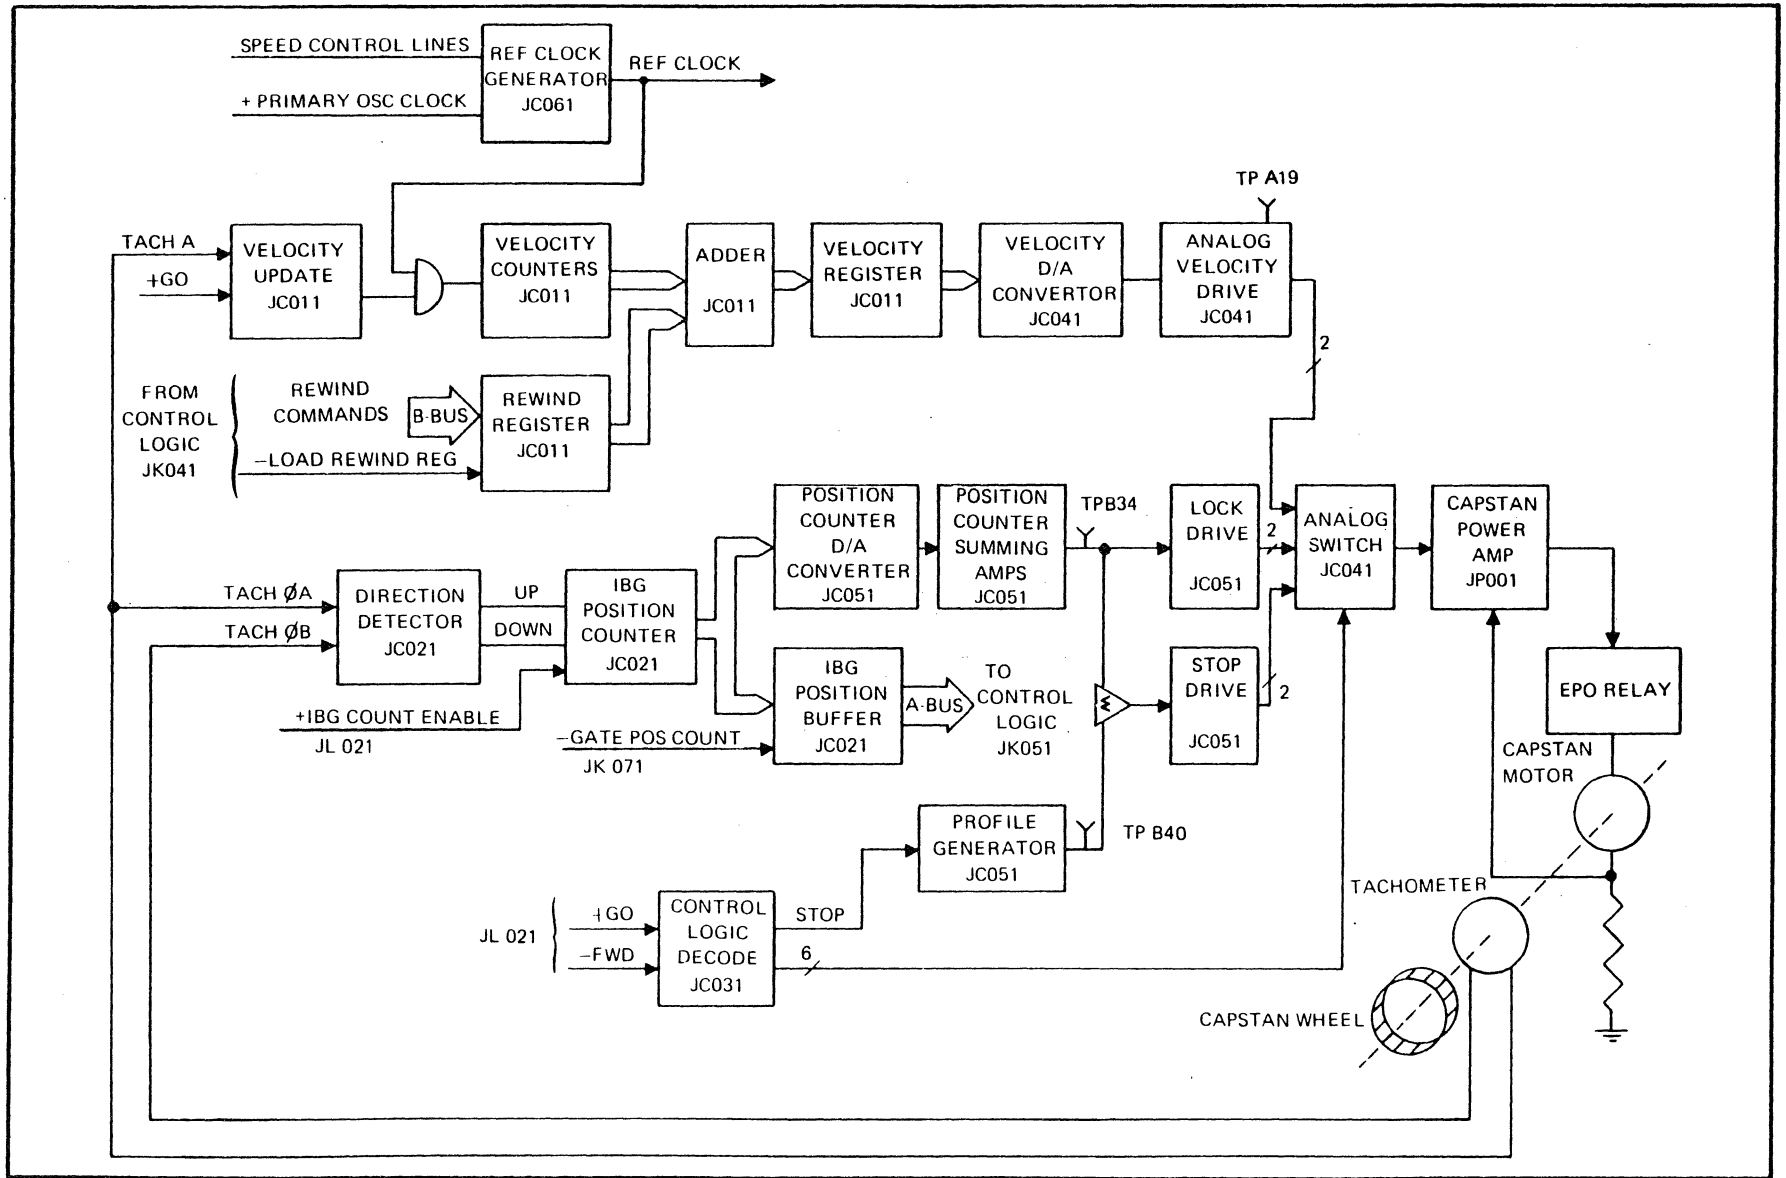 SPEED CONTROL LINES
+ PRIMARY OSC CLOCK
REF CLOCK
GENERATOR
JC061
REF CLOCK
TACH A
+GO
VELOCITY
UPDATE
JC011
VELOCITY
COUNTERS
JC011
ADDER
JC011
VELOCITY
REGISTER
JC011
VELOCITY
D/A
CONVERTOR
JC041
TP A19
ANALOG
VELOCITY
DRIVE
JC041
2
FROM
CONTROL
LOGIC
JK041
REWIND
COMMANDS
B-BUS
−LOAD REWIND REG
REWIND
REGISTER
JC011
POSITION
COUNTER
D/A
CONVERTER
JC051
POSITION
COUNTER
SUMMING
AMPS
JC051
TPB34
LOCK
DRIVE
JC051
2
ANALOG
SWITCH
JC041
CAPSTAN
POWER
AMP
JP001
TACH ØA
TACH ØB
DIRECTION
DETECTOR
JC021
UP
DOWN
IBG
POSITION
COUNTER
JC021
+IBG COUNT ENABLE
JL 021
IBG
POSITION
BUFFER
JC021
A-BUS
TO
CONTROL
LOGIC
JK051
−GATE POS COUNT
JK 071
STOP
DRIVE
JC051
2
EPO RELAY
CAPSTAN
MOTOR
PROFILE
GENERATOR
JC051
TP B40
JL 021
+GO
−FWD
CONTROL
LOGIC
DECODE
JC031
STOP
6
TACHOMETER
CAPSTAN WHEEL